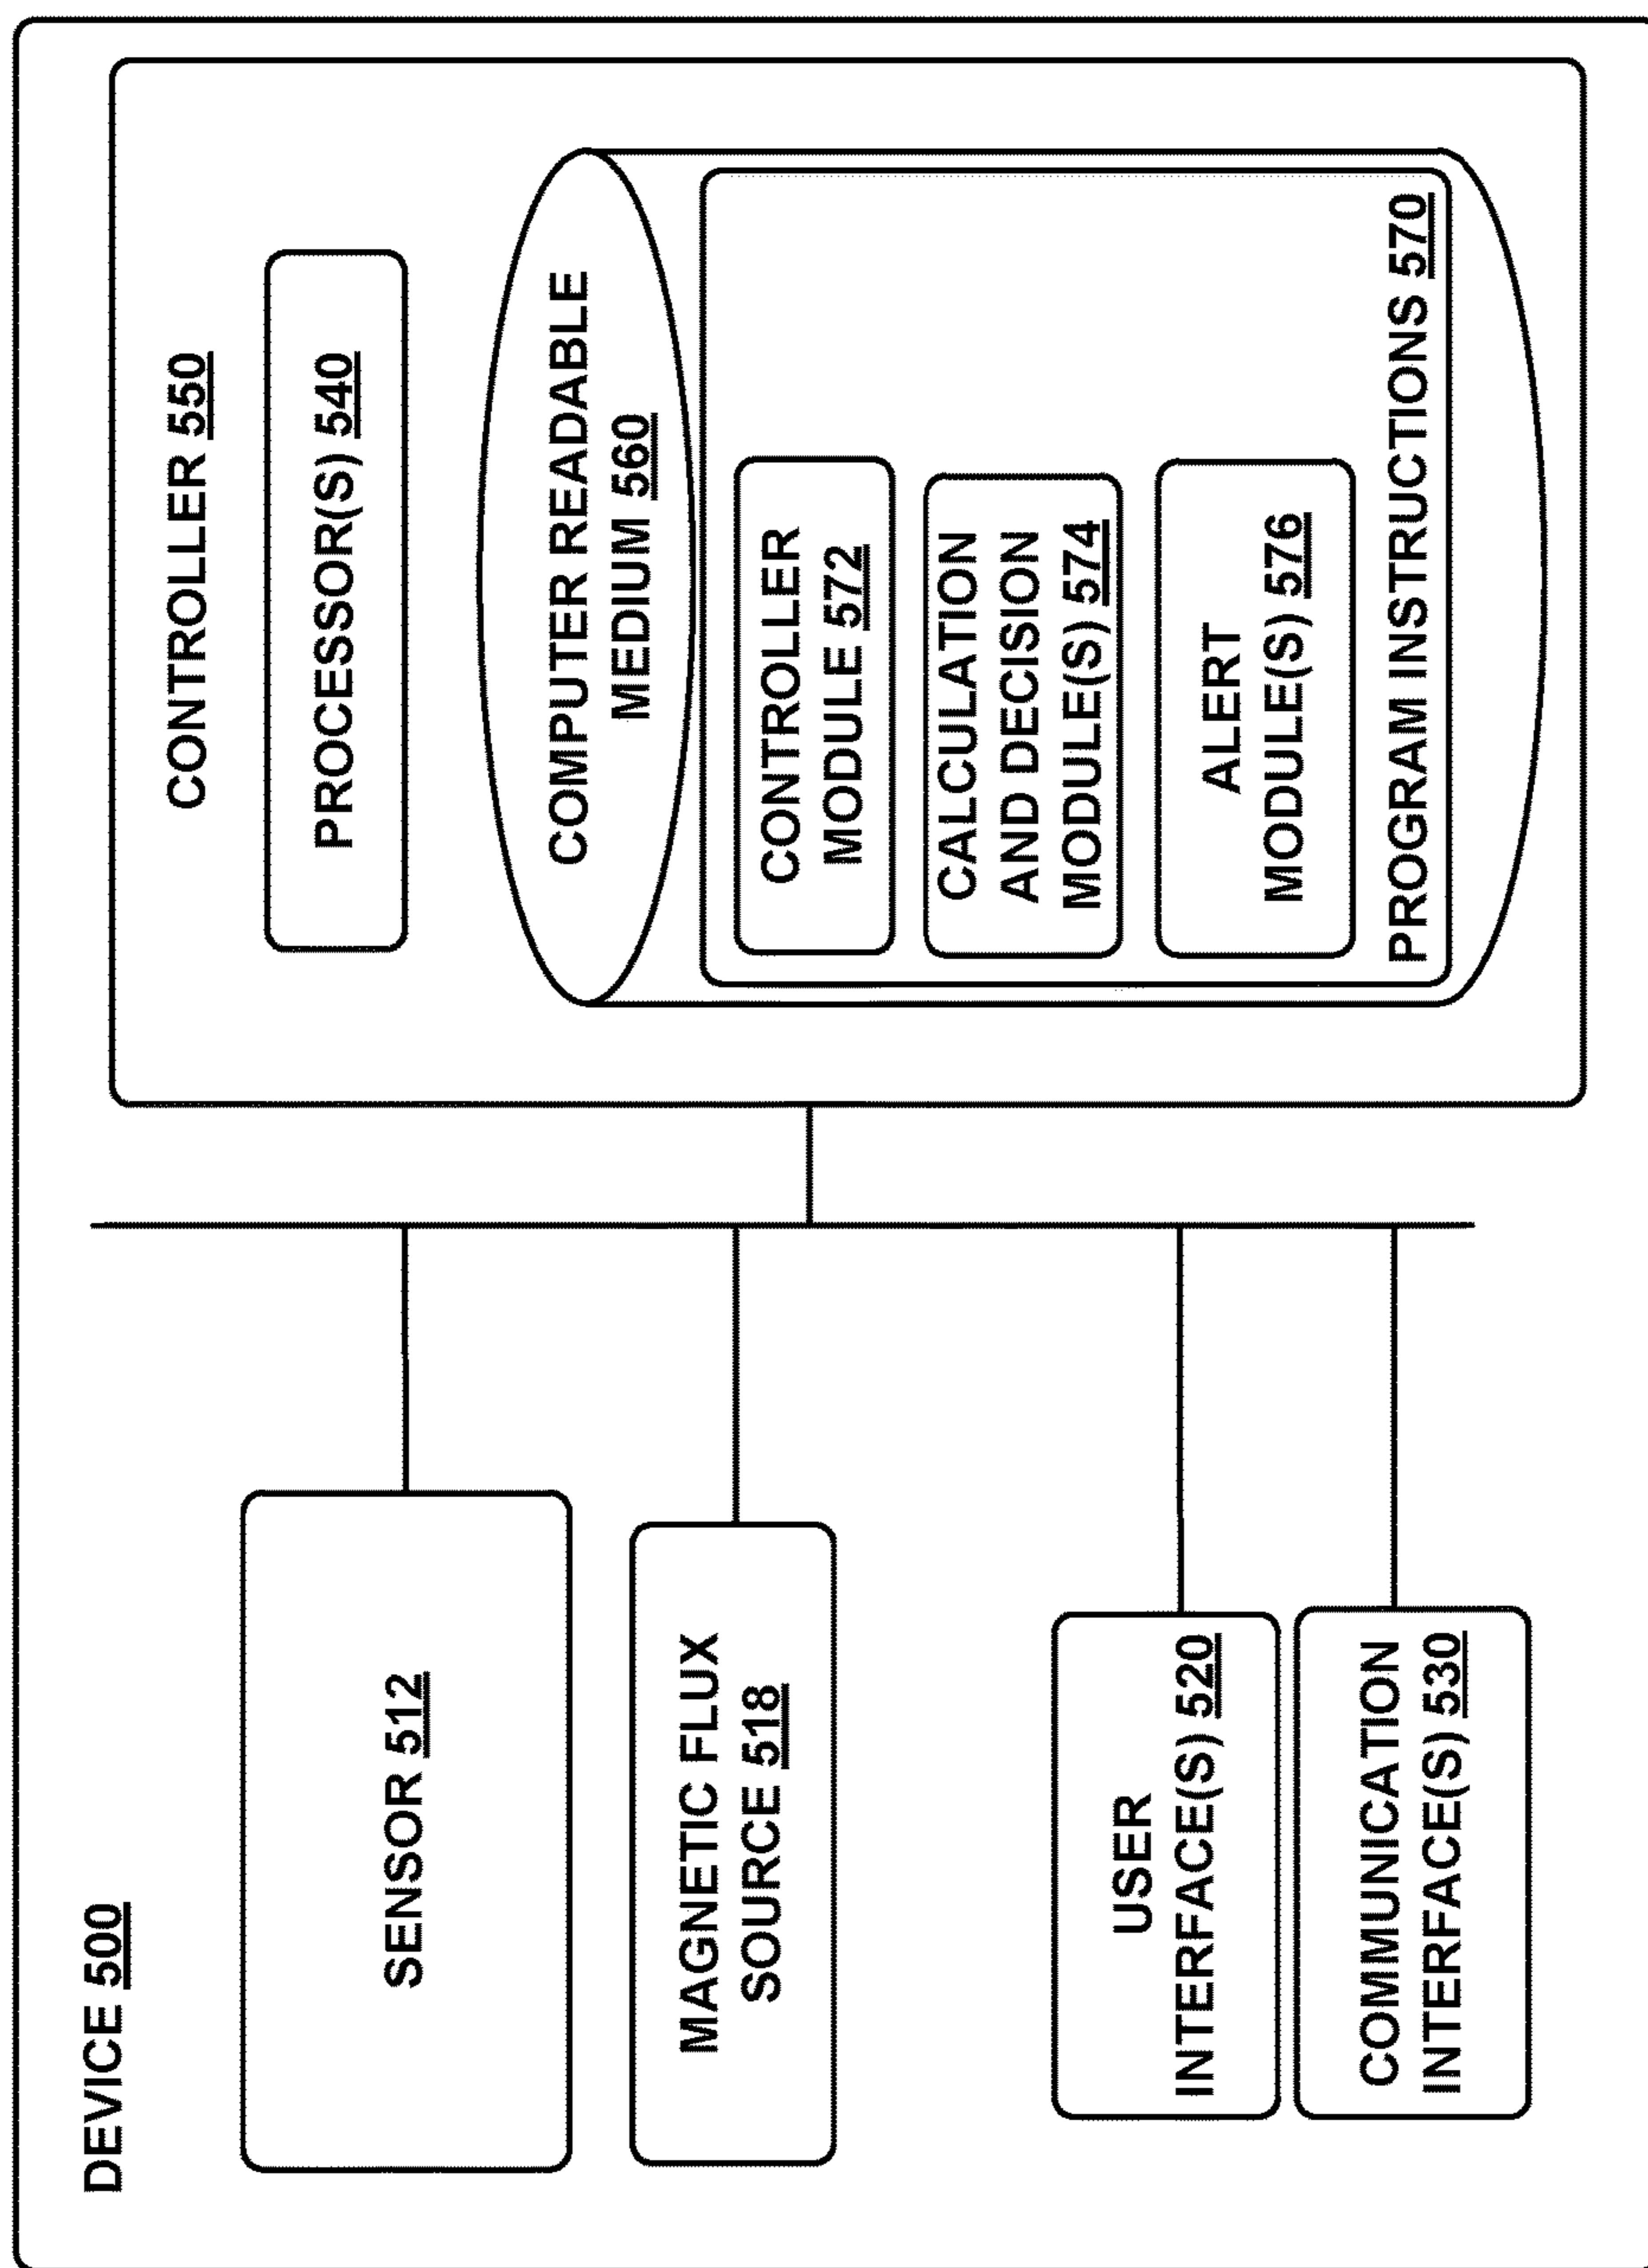 DEVICE 500
SENSOR 512
MAGNETIC FLUX
SOURCE 518
USER
INTERFACE(S) 520
COMMUNICATION
INTERFACE(S) 530
CONTROLLER 550
PROCESSOR(S) 540
COMPUTER READABLE
MEDIUM 560
CONTROLLER
MODULE 572
CALCULATION
AND DECISION
MODULE(S) 574
ALERT
MODULE(S) 576
PROGRAM INSTRUCTIONS 570